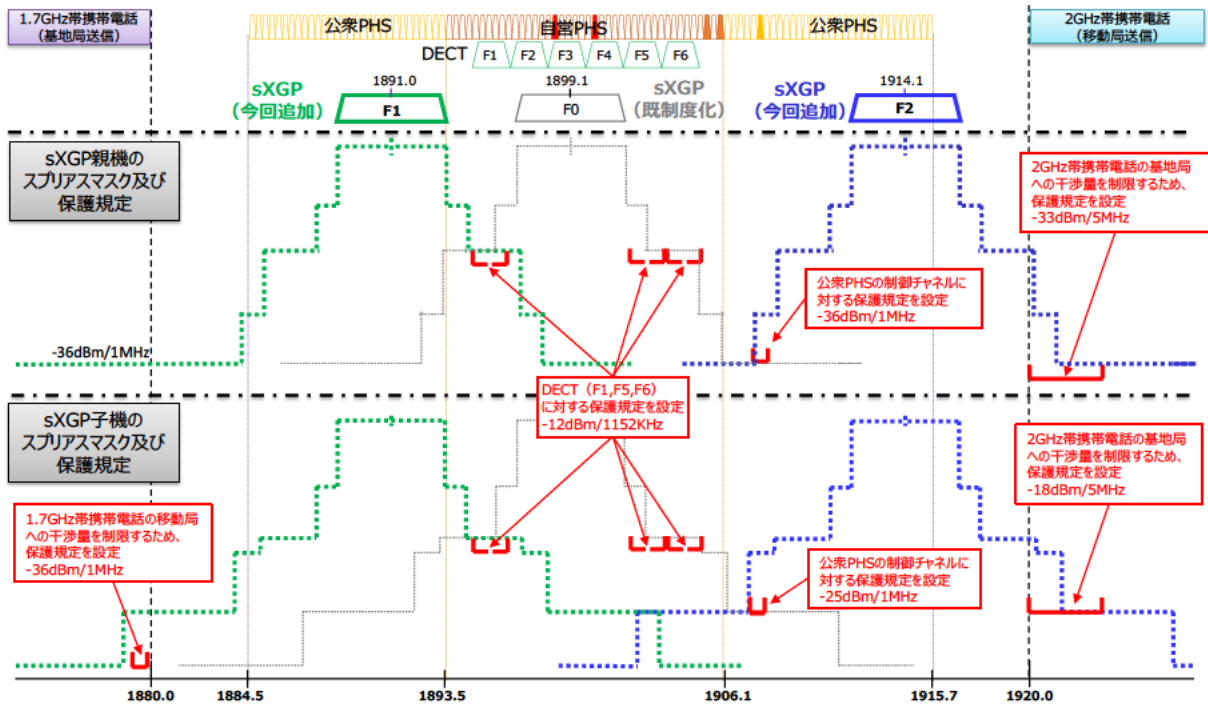 1.7GHz帯携帯電話
（基地局送信）
公衆PHS
自営PHS
公衆PHS
2GHz帯携帯電話
（移動局送信）
DECT
F1
F2
F3
F4
F5
F6
sXGP
（今回追加）
1891.0
F1
1899.1
F0
sXGP
（既制度化）
sXGP
（今回追加）
1914.1
F2
sXGP親機の
スプリアスマスク及び
保護規定
2GHz帯携帯電話の基地局
への干渉量を制限するため、
保護規定を設定
-33dBm/5MHz
公衆PHSの制御チャネルに
対する保護規定を設定
-36dBm/1MHz
-36dBm/1MHz
DECT（F1,F5,F6）
に対する保護規定を設定
-12dBm/1152KHz
sXGP子機の
スプリアスマスク及び
保護規定
2GHz帯携帯電話の基地局
への干渉量を制限するため、
保護規定を設定
-18dBm/5MHz
1.7GHz帯携帯電話の移動局
への干渉量を制限するため、
保護規定を設定
-36dBm/1MHz
公衆PHSの制御チャネルに
対する保護規定を設定
-25dBm/1MHz
1880.0
1884.5
1893.5
1906.1
1915.7
1920.0